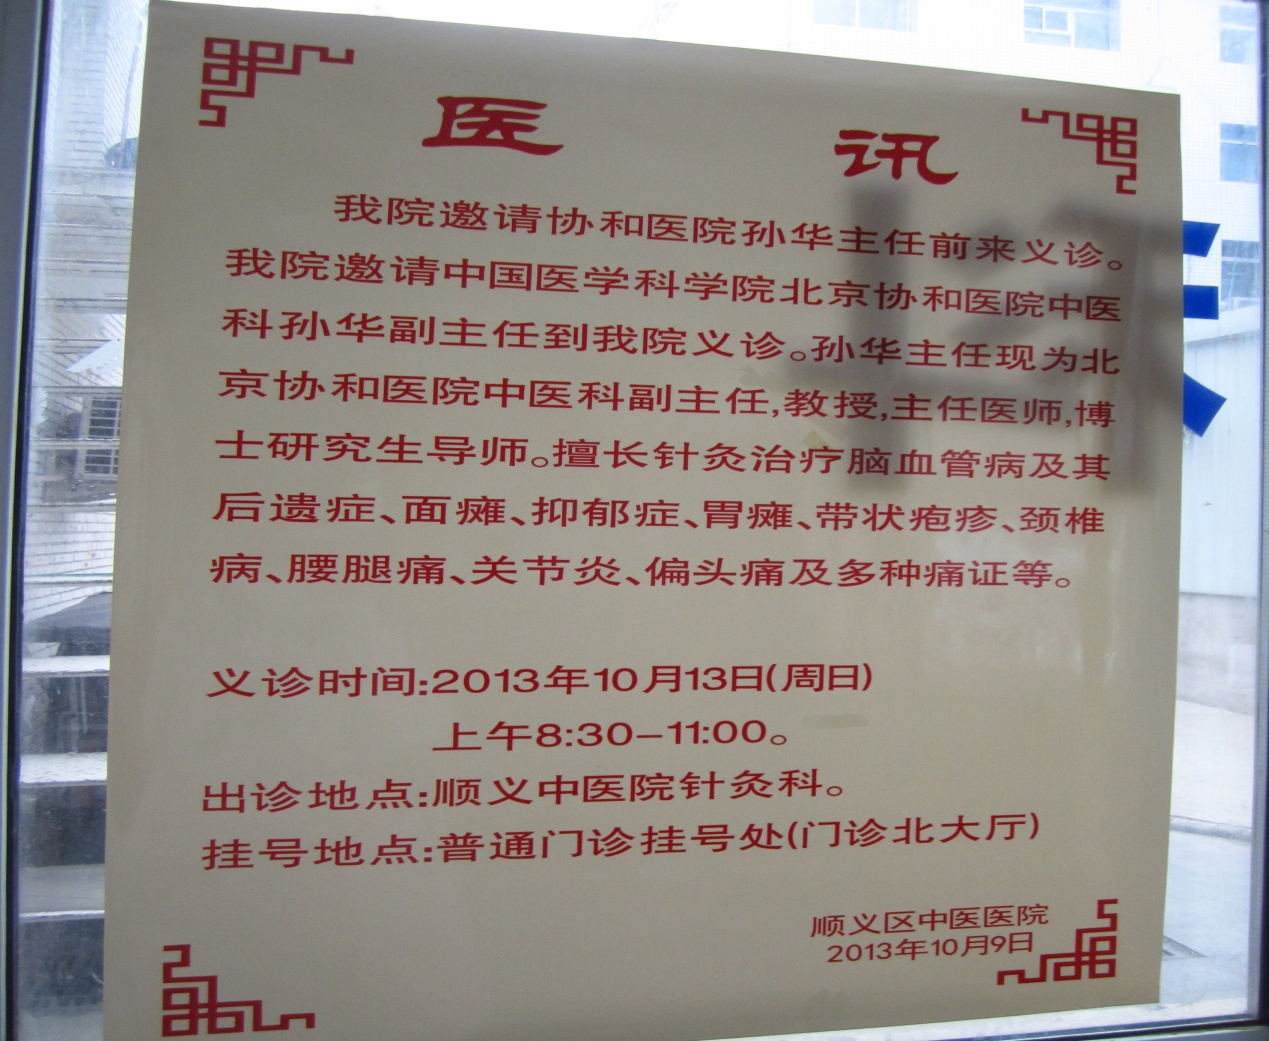 医 讯
我院邀请协和医院孙华主任前来义诊。
我院邀请中国医学科学院北京协和医院中医
科孙华副主任到我院义诊。孙华主任现为北
京协和医院中医科副主任,教授,主任医师,博
士研究生导师。擅长针灸治疗脑血管病及其
后遗症、面瘫、抑郁症、胃瘫、带状疱疹、颈椎
病、腰腿痛、关节炎、偏头痛及多种痛证等。
义诊时间:2013年10月13日(周日)
上午8:30-11:00。
出诊地点:顺义中医院针灸科。
挂号地点:普通门诊挂号处(门诊北大厅)
顺义区中医医院
2013年10月9日